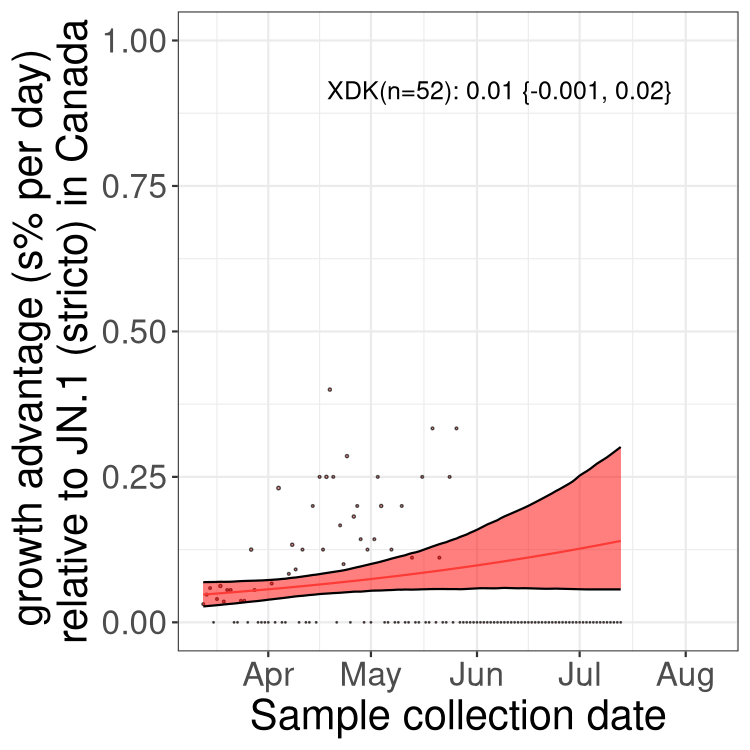 growth advantage (s% per day)
relative to JN.1 (stricto) in Canada
1.00
0.75
0.50
0.25
0.00
XDK(n=52): 0.01 {-0.001, 0.02}
Apr May Jun Jul Aug
Sample collection date